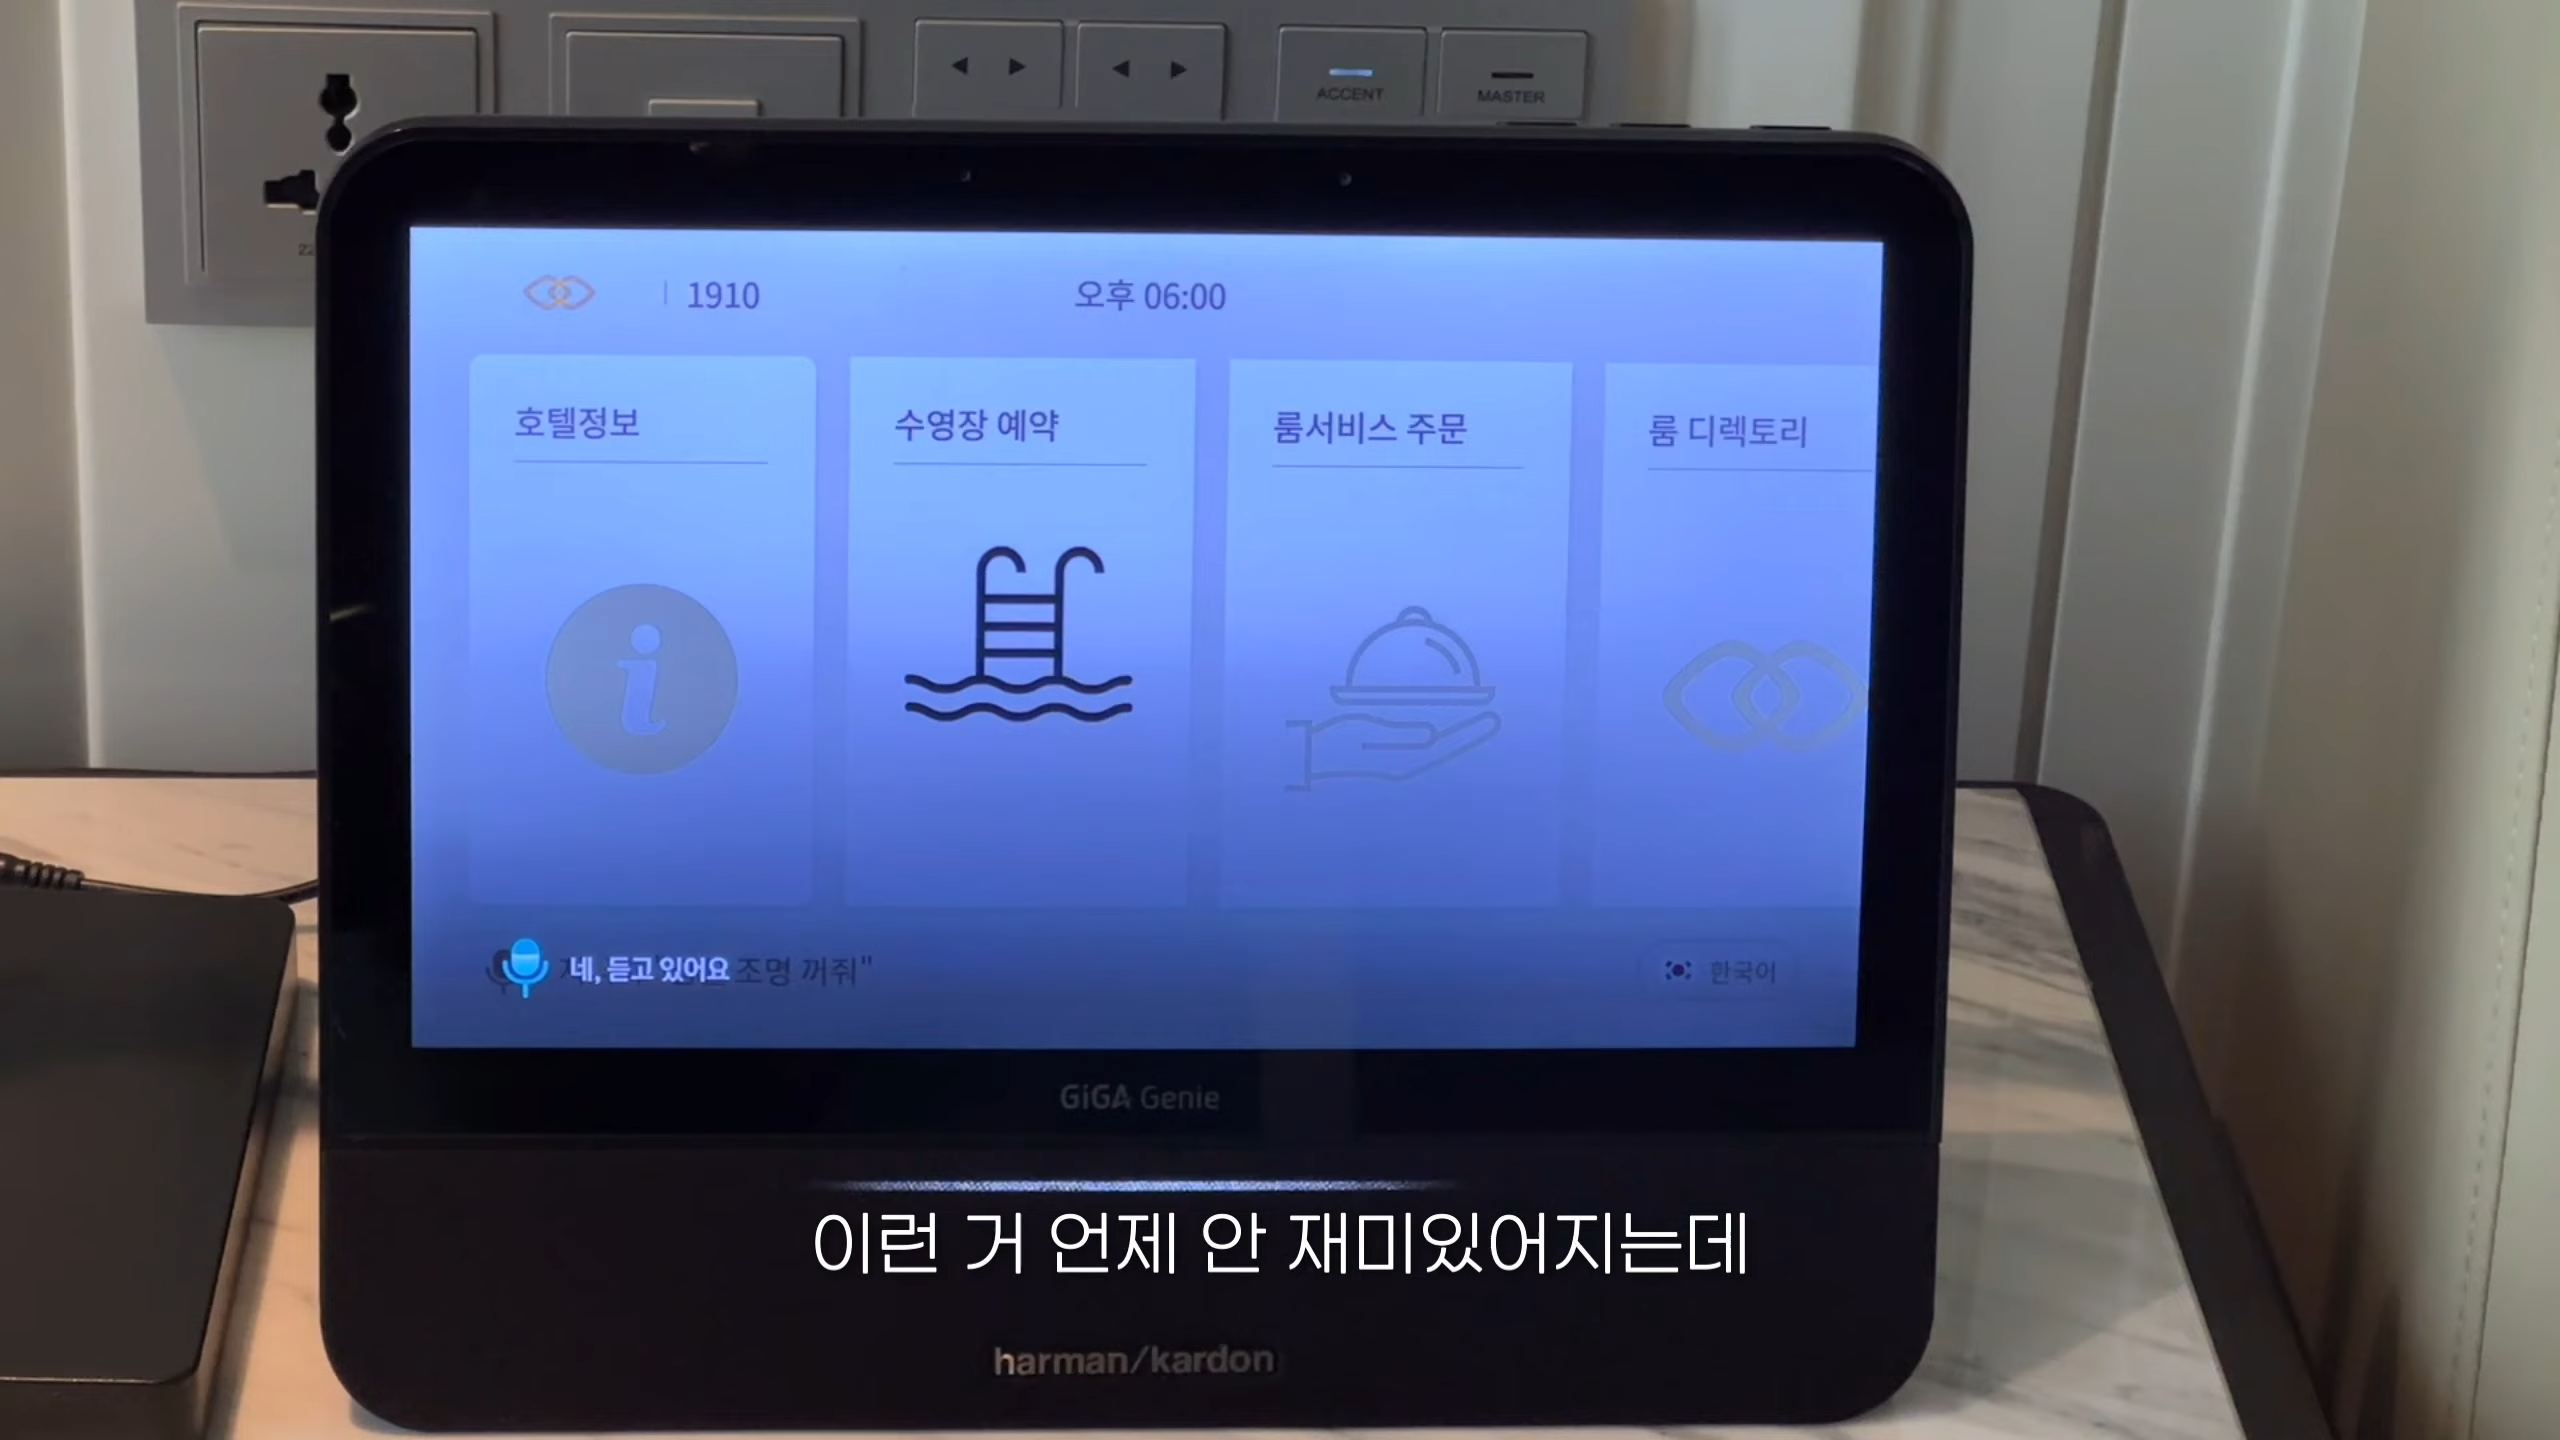 ACCENT
MASTER
1910
오후 06:00
호텔정보
수영장 예약
룸서비스 주문
룸 디렉토리
네, 듣고 있어요
조명 꺼줘"
한국어
GiGA Genie
이런 거 언제 안 재미있어지는데
harman/kardon